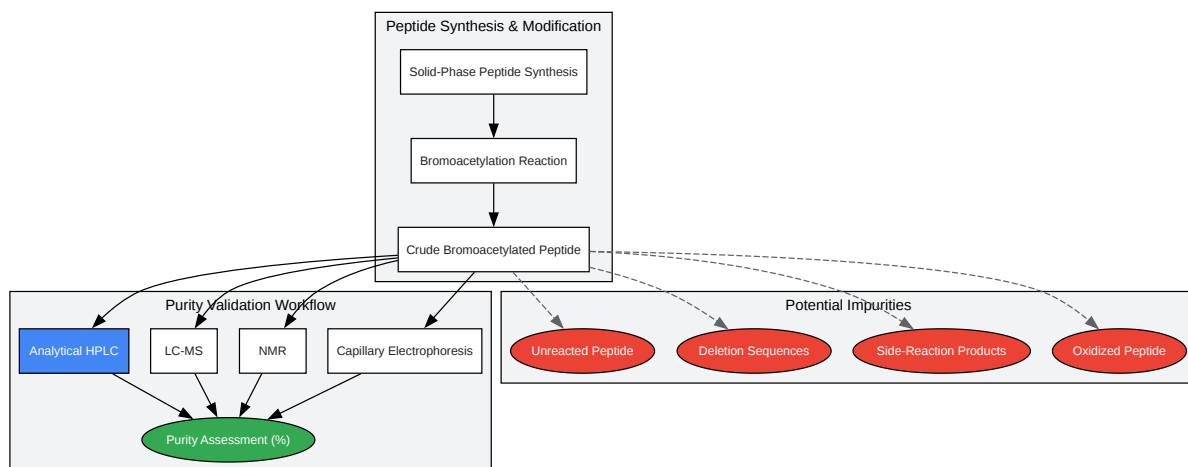 Peptide Synthesis & Modification
Solid-Phase Peptide Synthesis
Bromoacetylation Reaction
Crude Bromoacetylated Peptide
Purity Validation Workflow
Analytical HPLC
LC-MS
NMR
Capillary Electrophoresis
Purity Assessment (%)
Potential Impurities
Unreacted Peptide
Deletion Sequences
Side-Reaction Products
Oxidized Peptide